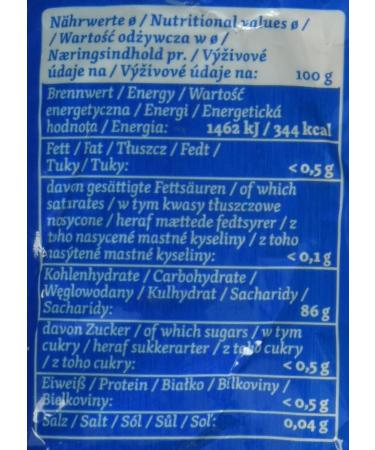 Nährwerte ø / Nutritional values ø /
/ Wartość odżywcza w ø /
Næringsindhold pr. / Výživové
údaje na / Výživové údaje na: 100 g
Brennwert / Energy / Wartość
energetyczna / Energi / Energetická
hodnota / Energia: 1462 kJ / 344 kcal
Fett / Fat / Tłuszcz / Fedt /
Tuky / Tuky: < 0,5 g
davon gesättigte Fettsäuren / of which
saturates / w tym kwasy tłuszczowe
nosycone / heraf mættede fedtsyrer / z
toho nasycené mastné kyseliny / z toho
nasýtené mastné kyseliny: < 0,1 g
Kohlenhydrate / Carbohydrate /
Węglowodany / Kulhydrat / Sacharidy /
Sacharidy: 86 g
davon Zucker / of which sugars / w tym
cukry / heraf sukkerarter / z toho cukry
/ z toho cukry: < 0,5 g
Eiweiß / Protein / Białko / Bílkoviny /
Bielkoviny: < 0,5 g
Salz / Salt / Sól / Sůl / Soľ: 0,04 g